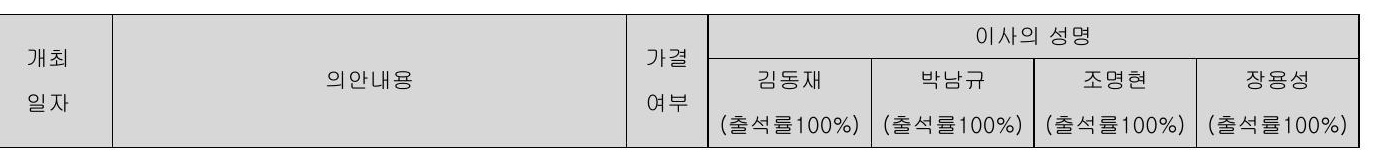 개최
일자
의안내용
가결
여부
이사의 성명
김동재
(출석률100%)
박남규
(출석률100%)
조명현
(출석률100%)
장용성
(출석률100%)